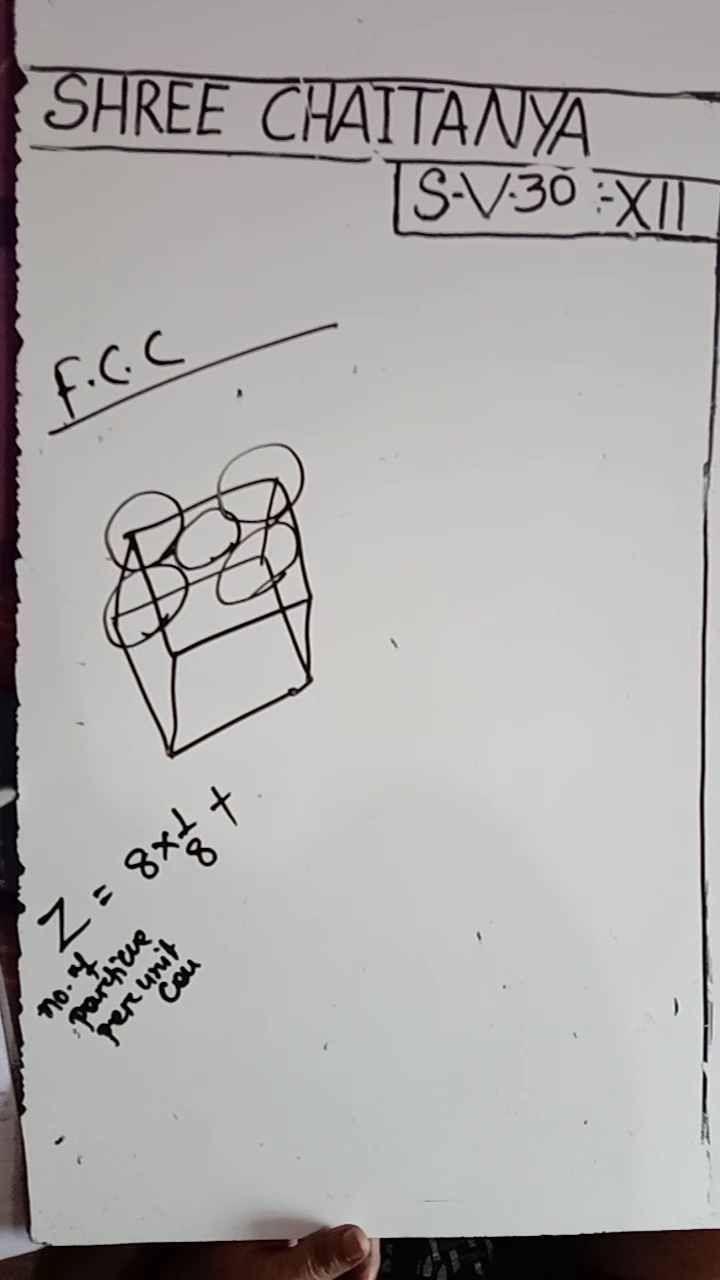 SHREE CHAITANYA
S-V-30 :-XII
F.C.C
Z = 8×1/8 +
no. of
particle
per unit
cell